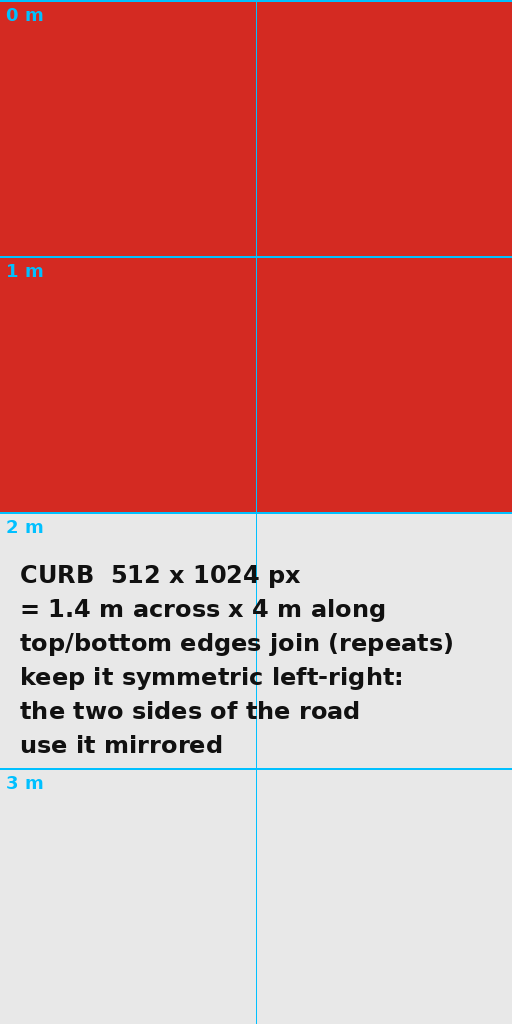 0 m
1 m
2 m
CURB  512 x 1024 px
= 1.4 m across x 4 m along
top/bottom edges join (repeats)
keep it symmetric left-right:
the two sides of the road
use it mirrored
3 m